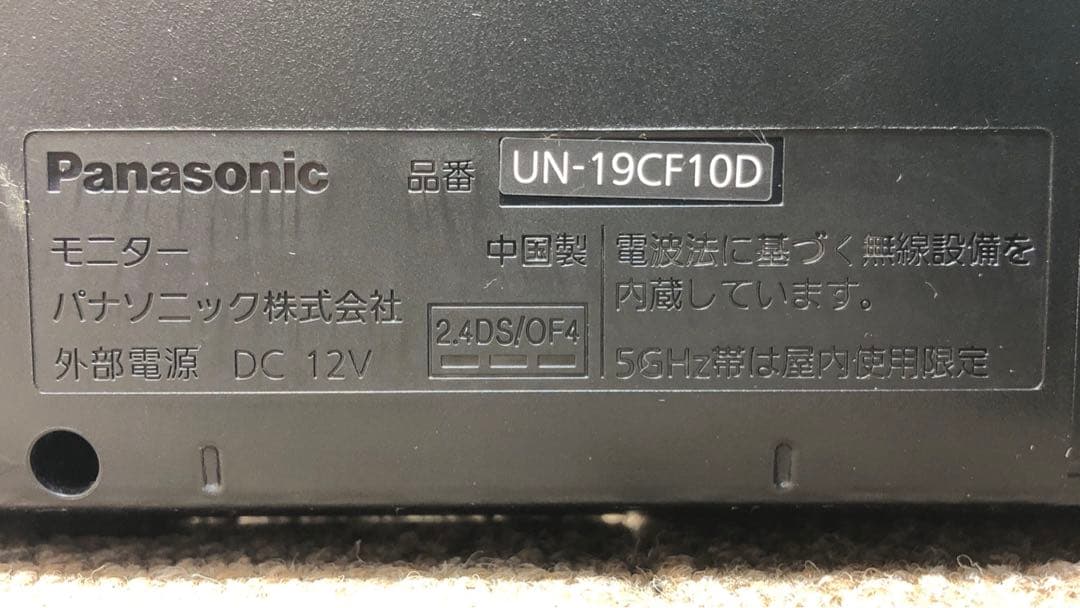 Panasonic 品番 UN-19CF10D
モニター 中国製
パナソニック株式会社
外部電源 DC 12V
2.4DS/OF4
電波法に基づく無線設備を
内蔵しています。
5GHz帯は屋内使用限定